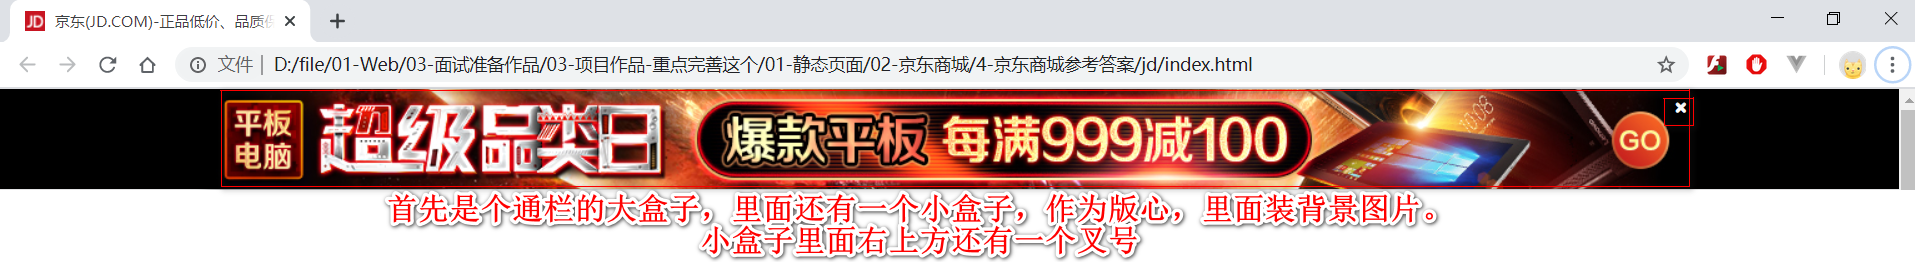 JD 京东(JD.COM)-正品低价、品质
文件 | D:/file/01-Web/03-面试准备作品/03-项目作品-重点完善这个/01-静态页面/02-京东商城/4-京东商城参考答案/jd/index.html
平板
电脑
超级品类日
爆款平板 每满999减100
GO
首先是个通栏的大盒子，里面还有一个小盒子，作为版心，里面装背景图片。
小盒子里面右上方还有一个叉号